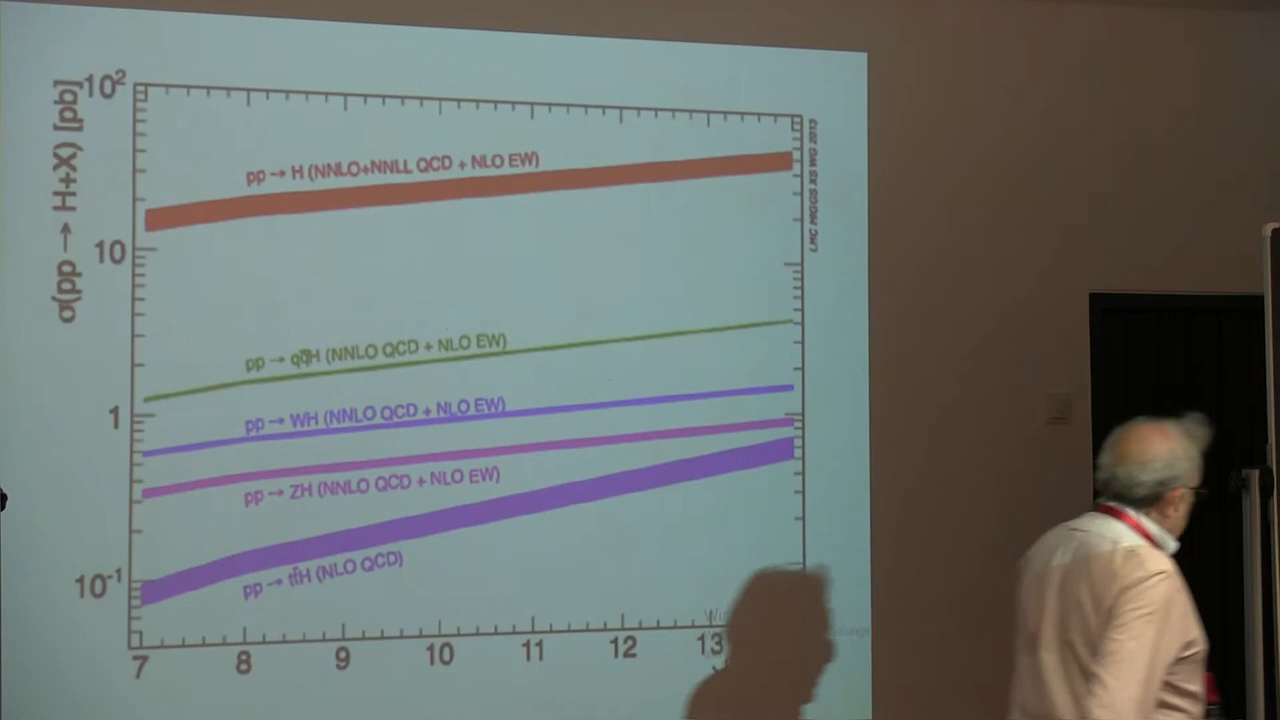 σ(pp → H+X) [pb]
10²
10
1
10⁻¹
pp → H (NNLO+NNLL QCD + NLO EW)
pp → qq̅H (NNLO QCD + NLO EW)
pp → WH (NNLO QCD + NLO EW)
pp → ZH (NNLO QCD + NLO EW)
pp → tt̅H (NLO QCD)
LHC HIGGS XS WG 2013
7 8 9 10 11 12 13